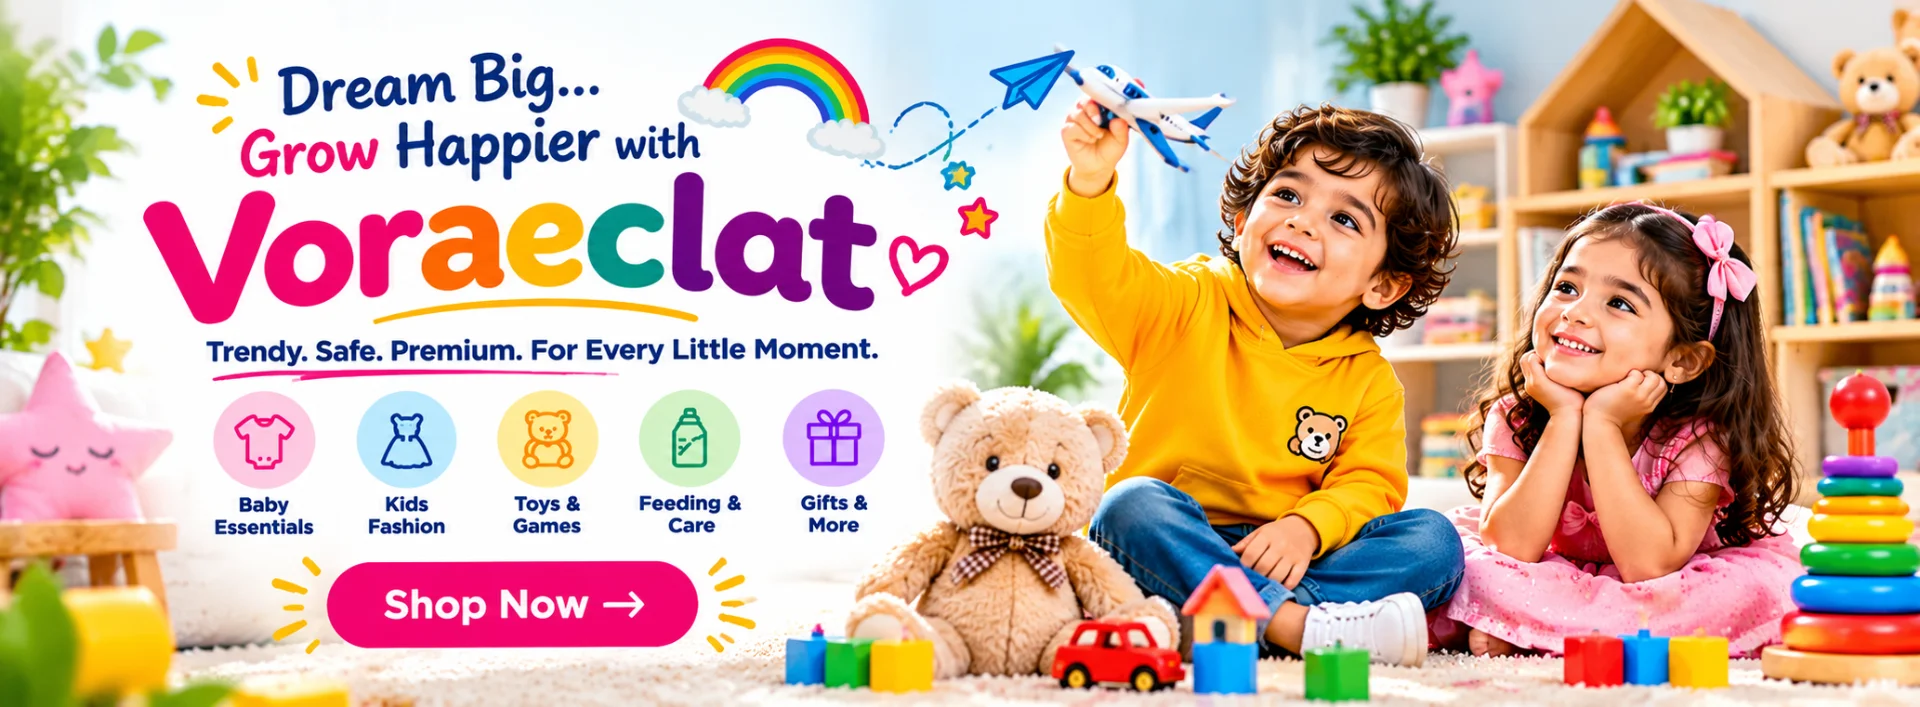 Dream Big...
Grow Happier with
Voraeclat
Trendy. Safe. Premium. For Every Little Moment.
Baby
Essentials
Kids
Fashion
Toys &
Games
Feeding &
Care
Gifts &
More
Shop Now →